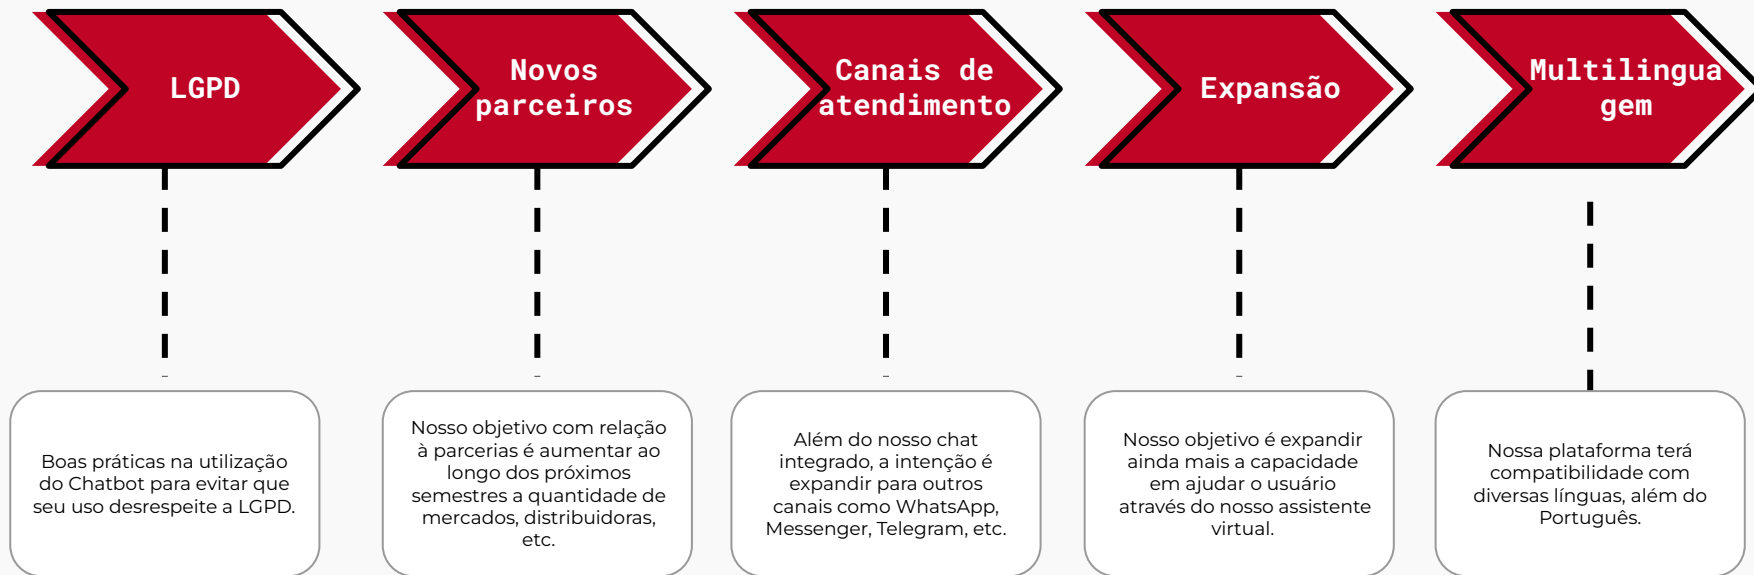 LGPD
Novos
parceiros
Canais de
atendimento
Expansão
Multilingua
gem
Boas práticas na utilização
do Chatbot para evitar que
seu uso desrespeite a LGPD.
Nosso objetivo com relação
à parcerias é aumentar ao
longo dos próximos
semestres a quantidade de
mercados, distribuidoras,
etc.
Além do nosso chat
integrado, a intenção é
expandir para outros
canais como WhatsApp,
Messenger, Telegram, etc.
Nosso objetivo é expandir
ainda mais a capacidade
em ajudar o usuário
através do nosso assistente
virtual.
Nossa plataforma terá
compatibilidade com
diversas línguas, além do
Português.